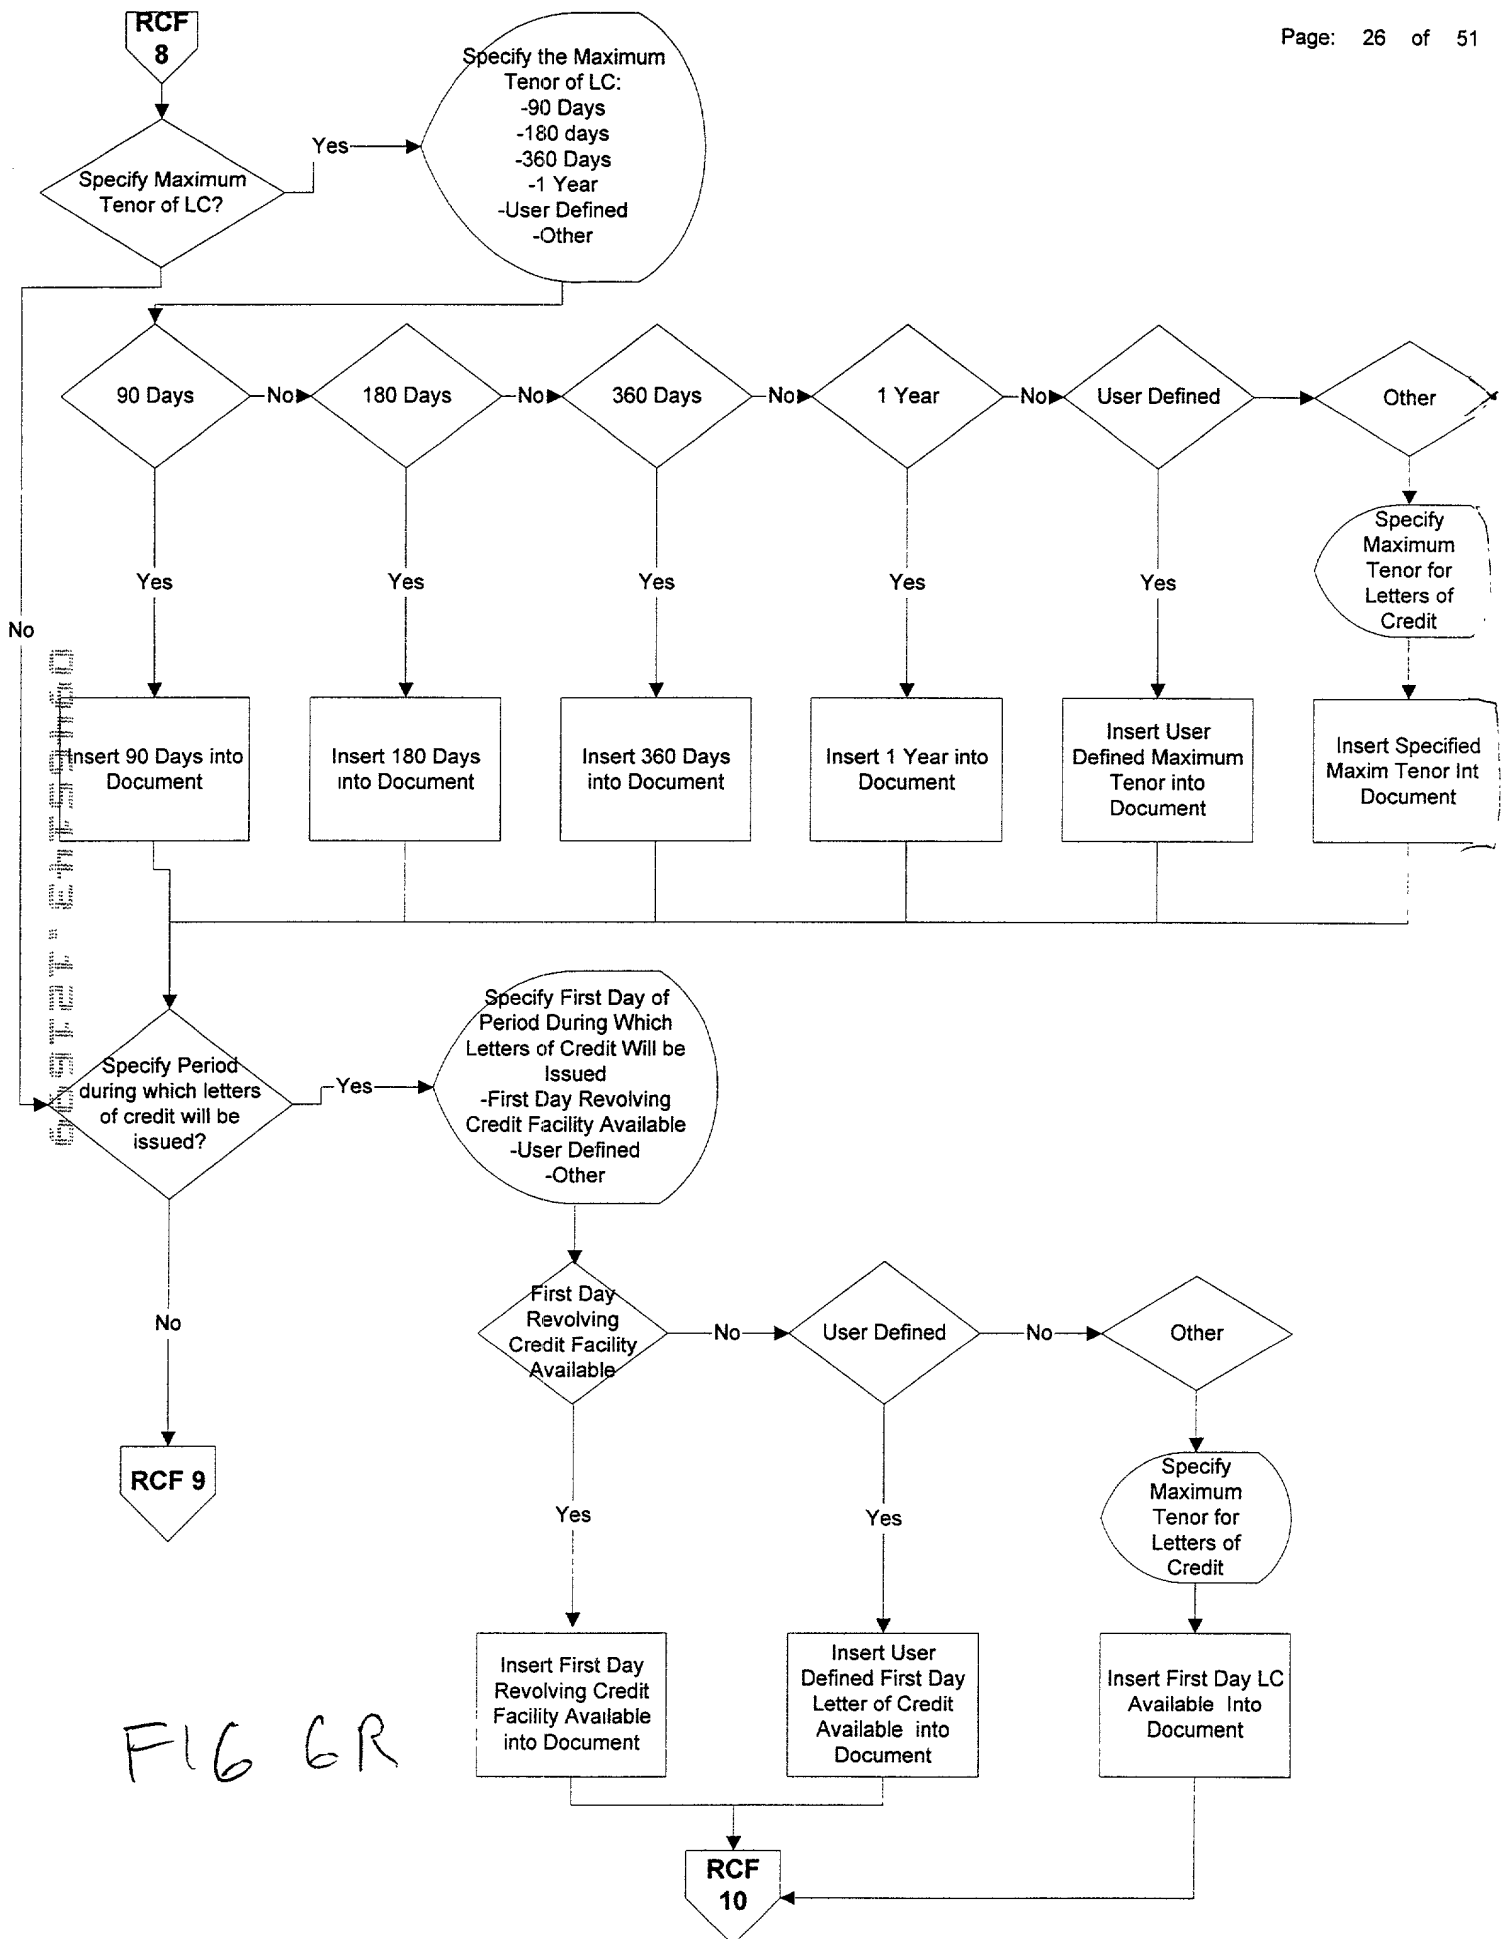 Page: 26 of 51
RCF
8
Specify the Maximum
Tenor of LC:
-90 Days
-180 days
-360 Days
-1 Year
-User Defined
-Other
Yes
Specify Maximum
Tenor of LC?
90 Days
No
180 Days
No
360 Days
No
1 Year
No
User Defined
Other
Specify
Maximum
Tenor for
Letters of
Credit
Yes
Yes
Yes
Yes
Yes
No
Insert 90 Days into
Document
Insert 180 Days
into Document
Insert 360 Days
into Document
Insert 1 Year into
Document
Insert User
Defined Maximum
Tenor into
Document
Insert Specified
Maxim Tenor Int
Document
Specify Period
during which letters
of credit will be
issued?
Yes
Specify First Day of
Period During Which
Letters of Credit Will be
Issued
-First Day Revolving
Credit Facility Available
-User Defined
-Other
No
RCF 9
First Day
Revolving
Credit Facility
Available
No
User Defined
No
Other
Specify
Maximum
Tenor for
Letters of
Credit
Yes
Yes
Insert First Day
Revolving Credit
Facility Available
into Document
Insert User
Defined First Day
Letter of Credit
Available into
Document
Insert First Day LC
Available Into
Document
FIG 6R
RCF
10